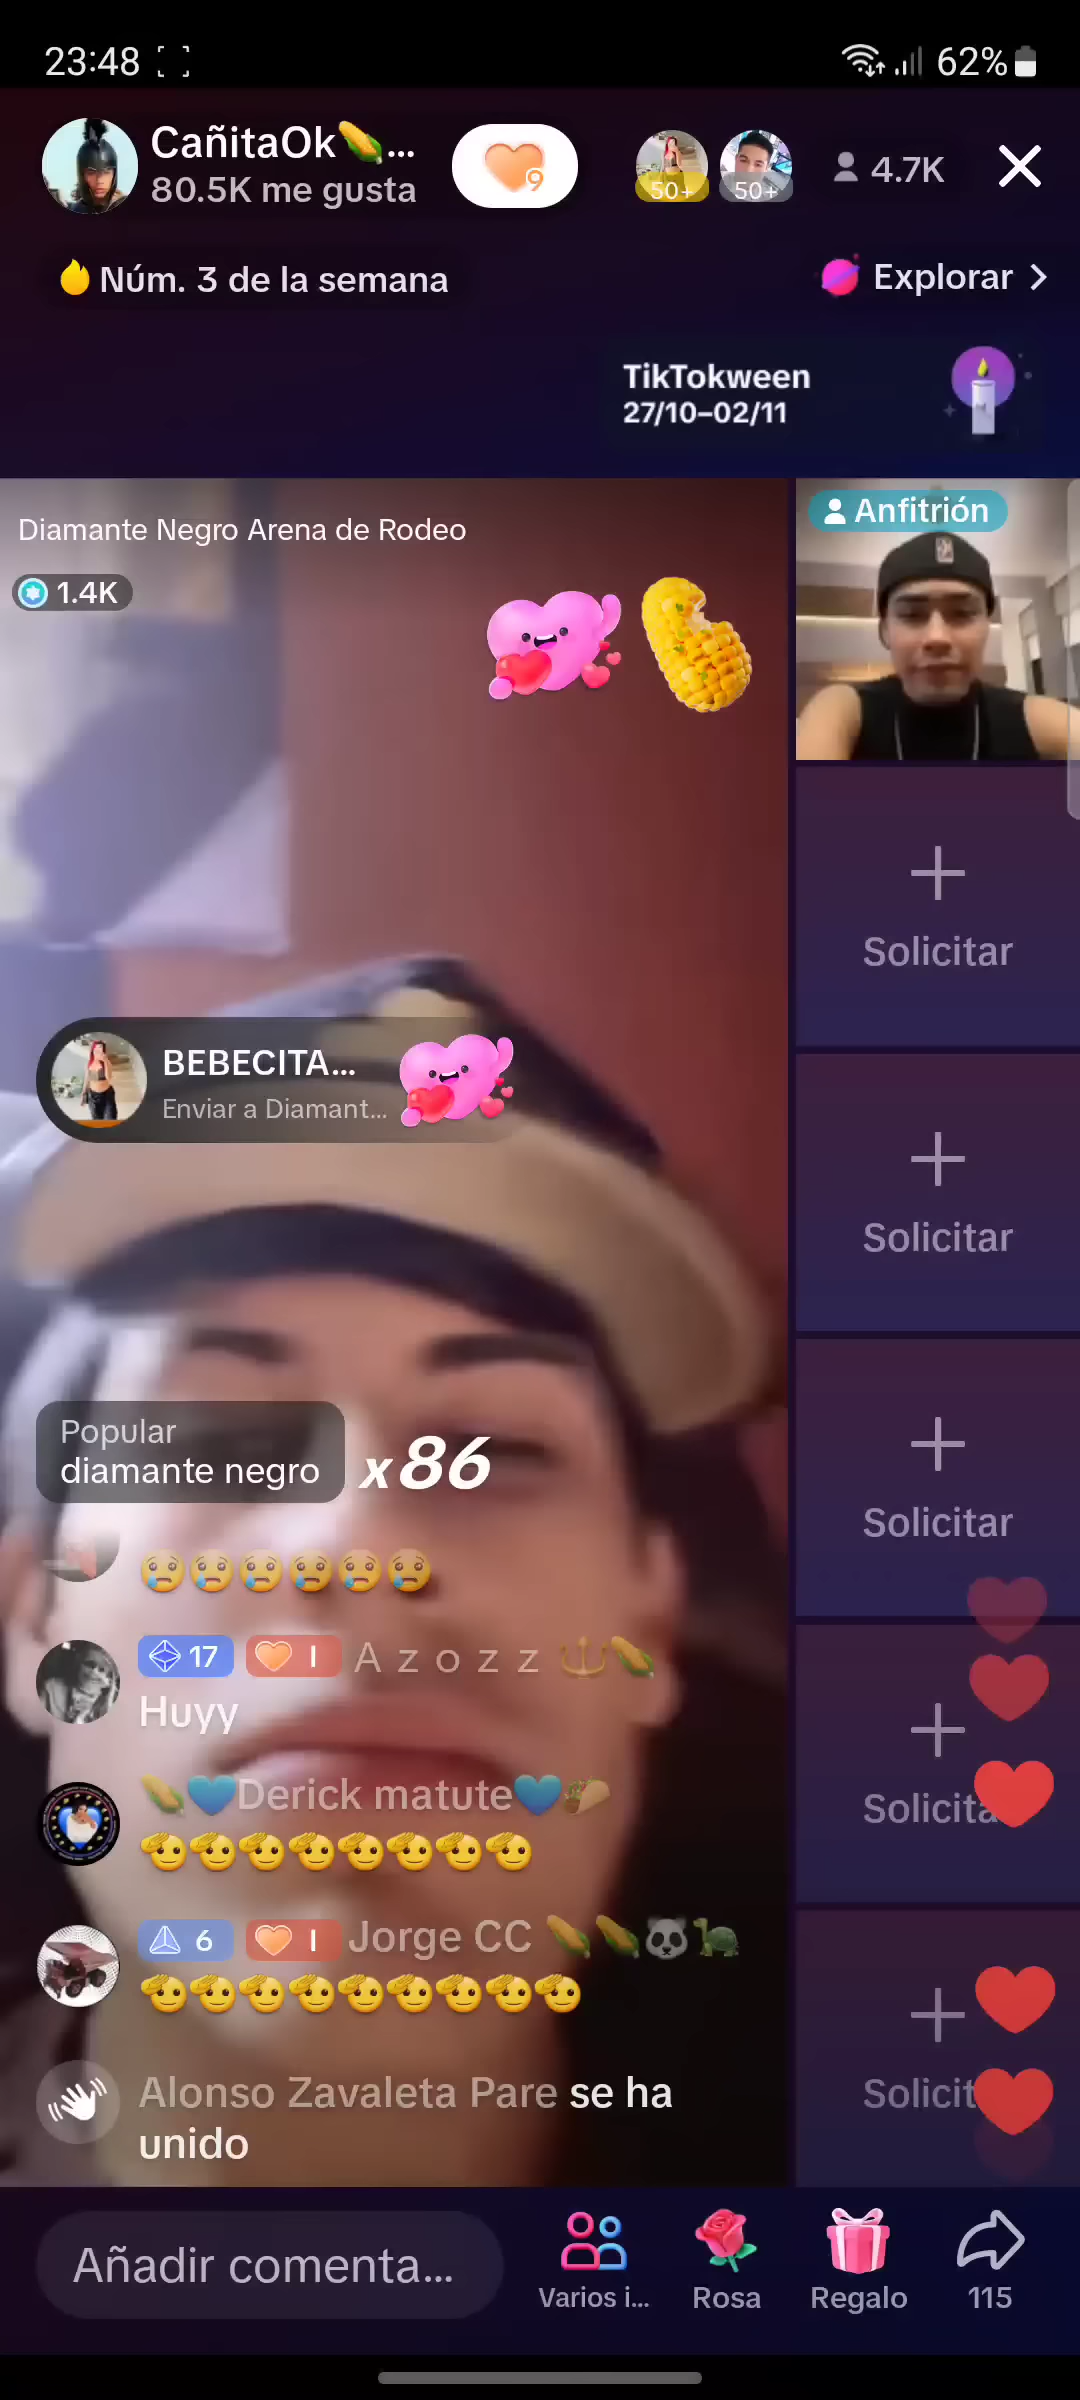 23:48
62%
CañitaOk🌽...
80.5K me gusta
9
50+
50+
4.7K
Núm. 3 de la semana
Explorar
TikTokween
27/10–02/11
Diamante Negro Arena de Rodeo
1.4K
Anfitrión
Solicitar
BEBECITA...
Enviar a Diamant...
Solicitar
Popular
diamante negro
x86
Solicitar
😢😢😢😢😢😢
17 I A z o z z 🔱🌽
Huyy
Solicita
🌽💙Derick matute💙🌮
🫡🫡🫡🫡🫡🫡🫡🫡
6 I Jorge CC 🌽🌽🐼🐢
🫡🫡🫡🫡🫡🫡🫡🫡🫡
Solicit
Alonso Zavaleta Pare se ha
unido
Añadir comenta...
Varios i...
Rosa
Regalo
115